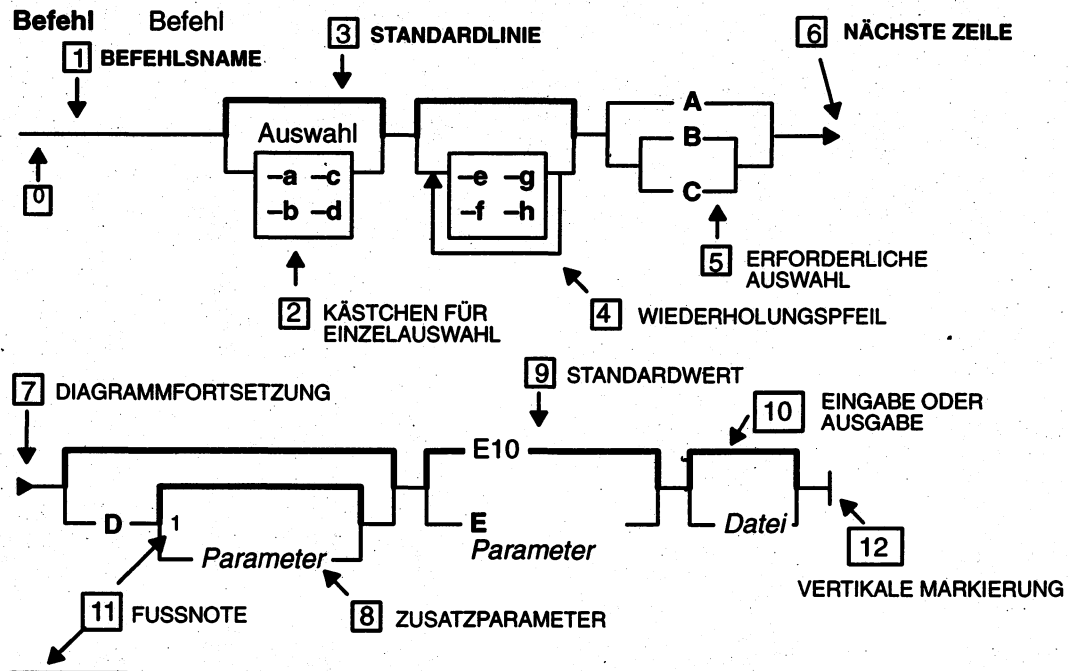 Befehl Befehl
3 STANDARDLINIE
6 NÄCHSTE ZEILE
1 BEFEHLSNAME
A
Auswahl
B
–a –c
–e –g
0
C
–b –d
–f –h
5 ERFORDERLICHE
AUSWAHL
2 KÄSTCHEN FÜR
EINZELAUSWAHL
4 WIEDERHOLUNGSPFEIL
7 DIAGRAMMFORTSETZUNG
9 STANDARDWERT
10 EINGABE ODER
AUSGABE
E10
D 1
E
Datei
Parameter
Parameter
12
VERTIKALE MARKIERUNG
11 FUSSNOTE
8 ZUSATZPARAMETER